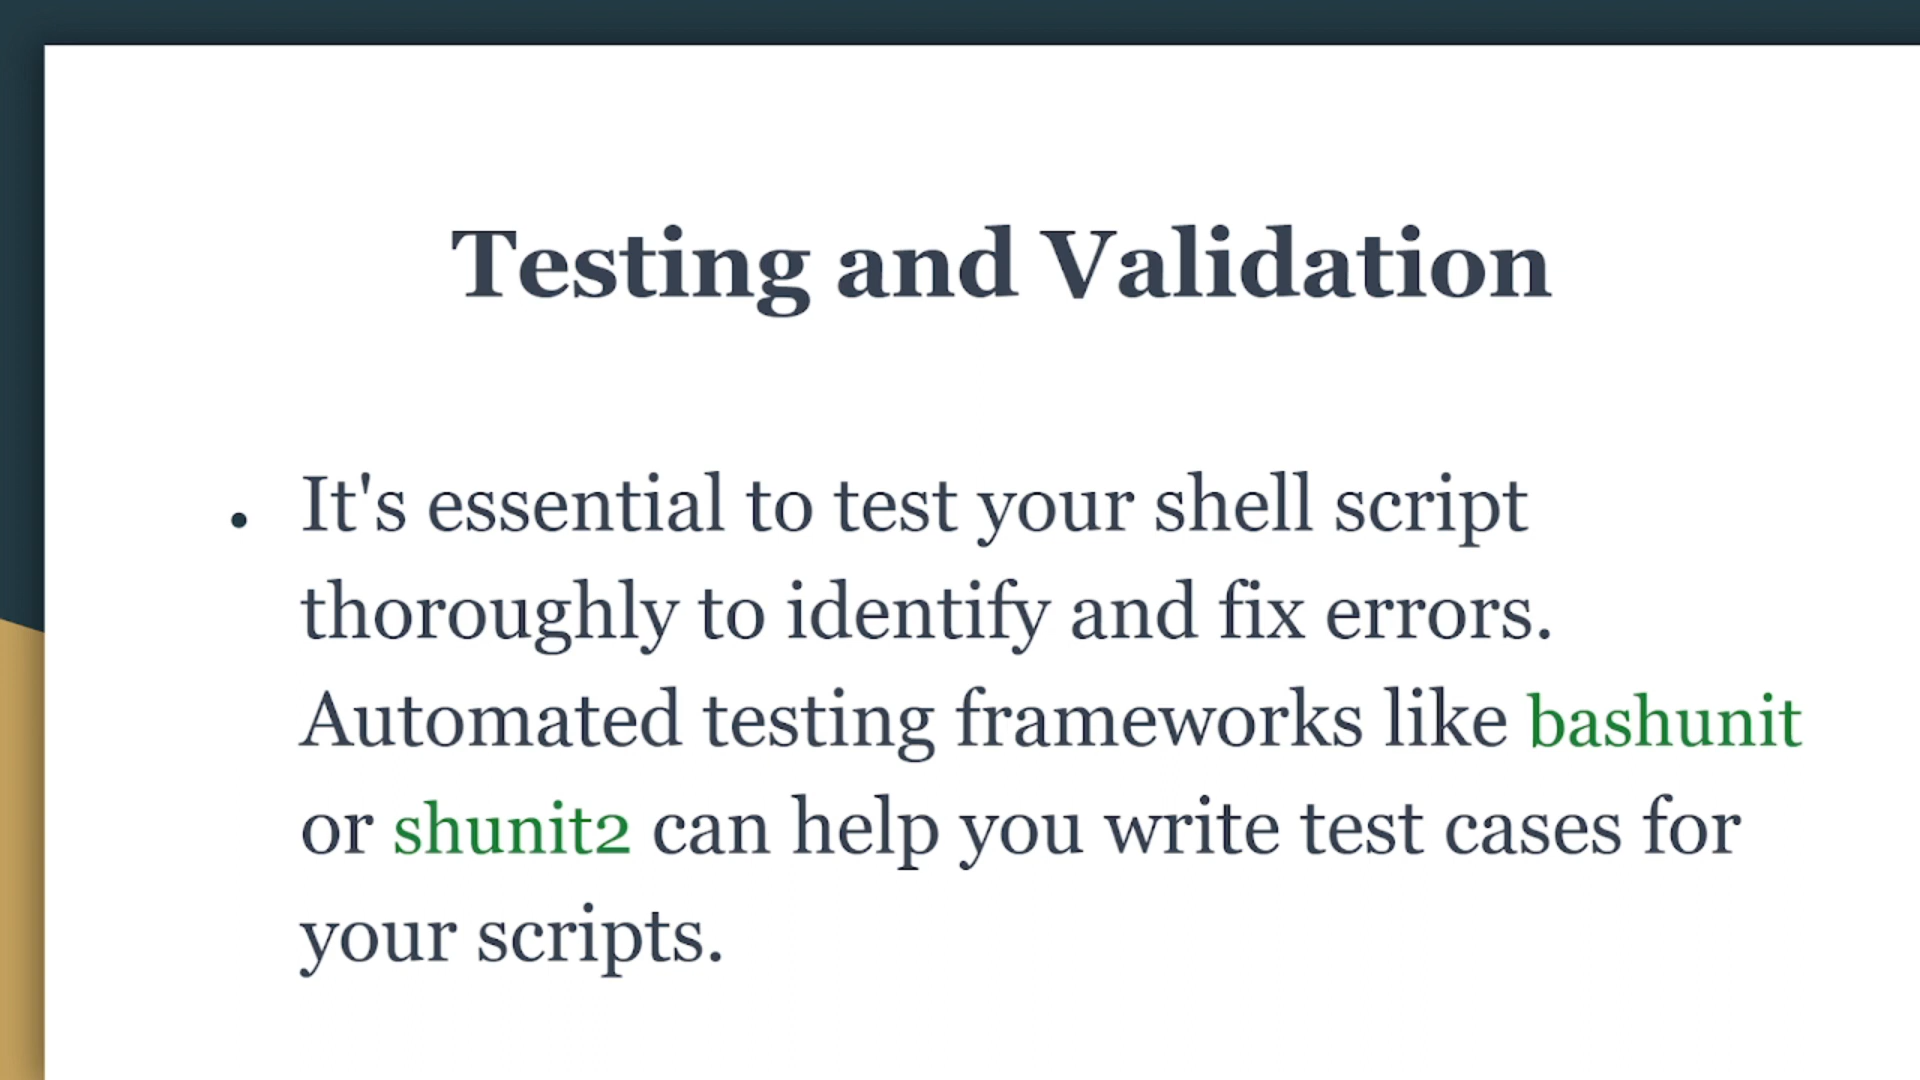 Testing and Validation
• It's essential to test your shell script
thoroughly to identify and fix errors.
Automated testing frameworks like bashunit
or shunit2 can help you write test cases for
your scripts.